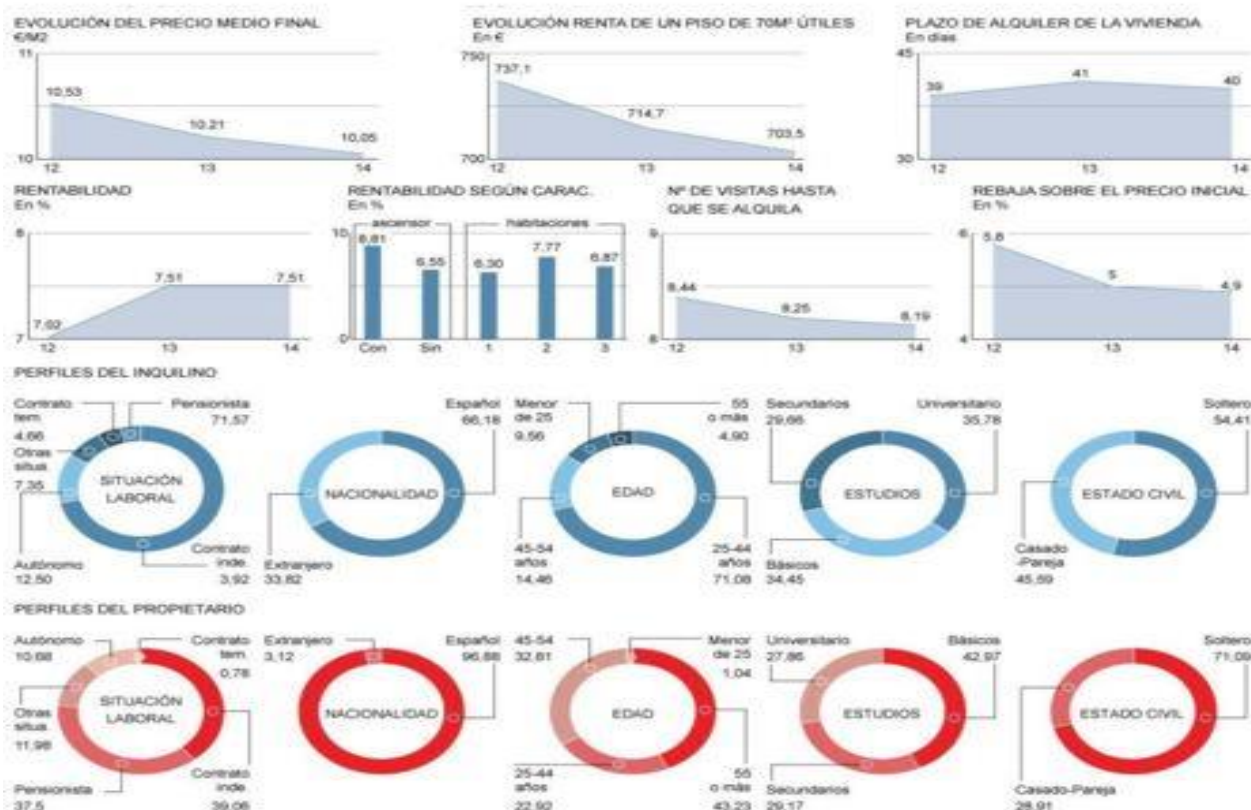 EVOLUCIÓN DEL PRECIO MEDIO FINAL
€/M2
11
10,53
10,21
10,05
10
12 13 14
EVOLUCIÓN RENTA DE UN PISO DE 70M² ÚTILES
En €
750
737,1
714,7
703,5
700
12 13 14
PLAZO DE ALQUILER DE LA VIVIENDA
En días
45
39
41
40
30
12 13 14
RENTABILIDAD
En %
8
7,02
7,51
7,51
7
12 13 14
RENTABILIDAD SEGÚN CARAC.
En %
ascensor habitaciones
10
6.55
6.30
7.77
6.87
0
Con Sin 1 2 3
Nº DE VISITAS HASTA
QUE SE ALQUILA
9
8,44
8,25
8,19
8
12 13 14
REBAJA SOBRE EL PRECIO INICIAL
En %
6
5,8
5
4,9
4
12 13 14
PERFILES DEL INQUILINO
Contrato
tem.
4,66
Pensionista
71,57
Otras
situa.
7,35
SITUACIÓN
LABORAL
Autónomo
12,50
Contrato
inde.
3,92
Español
66,18
NACIONALIDAD
Extranjero
33,82
Menor
de 25
9,56
55
o más
4,90
EDAD
45-54
años
14,46
25-44
años
71,08
Secundarios
Universitario
35,78
ESTUDIOS
Básicos
34,45
Soltero
54,41
ESTADO CIVIL
Casado
-Pareja
45,59
PERFILES DEL PROPIETARIO
Autónomo
10,68
Contrato
tem.
0,78
SITUACIÓN
LABORAL
Otras
situa.
11,98
Pensionista
37,5
Contrato
inde.
39,06
Extranjero
3,12
Español
96,88
NACIONALIDAD
45-54
32,81
Menor
de 25
1,04
EDAD
25-44
años
22,92
55
o más
43,23
Universitario
27,86
Básicos
42,97
ESTUDIOS
Secundarios
29,17
Soltero
71,09
ESTADO CIVIL
Casado-Pareja
28,91